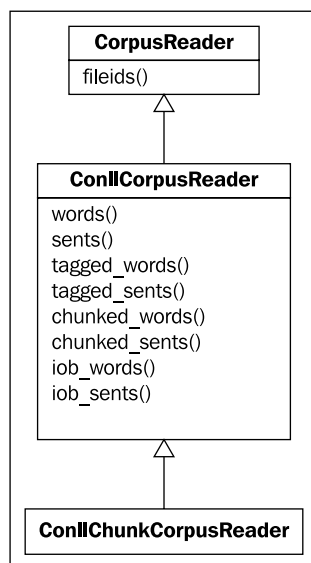 CorpusReader
fileids()
ConllCorpusReader
words()
sents()
tagged_words()
tagged_sents()
chunked_words()
chunked_sents()
iob_words()
iob_sents()
ConllChunkCorpusReader